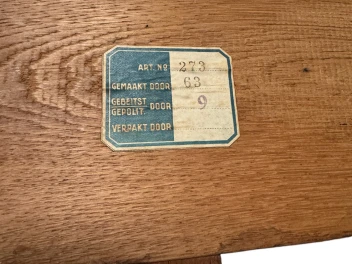 ART. No 273
GEMAAKT DOOR 63
GEBEITST
GEPOLIT. DOOR 9
VERPAKT DOOR